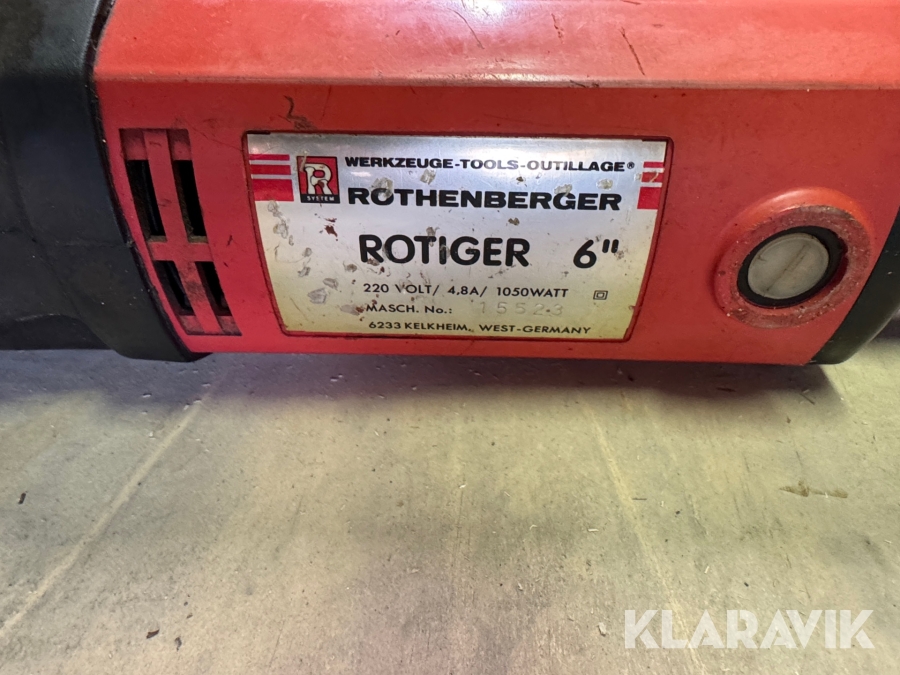 WERKZEUGE-TOOLS-OUTILLAGE®
R SYSTEM
ROTHENBERGER
ROTIGER 6"
220 VOLT/ 4,8A/ 1050WATT
MASCH. No.: 15523
6233 KELKHEIM, WEST-GERMANY
KLARAVIK